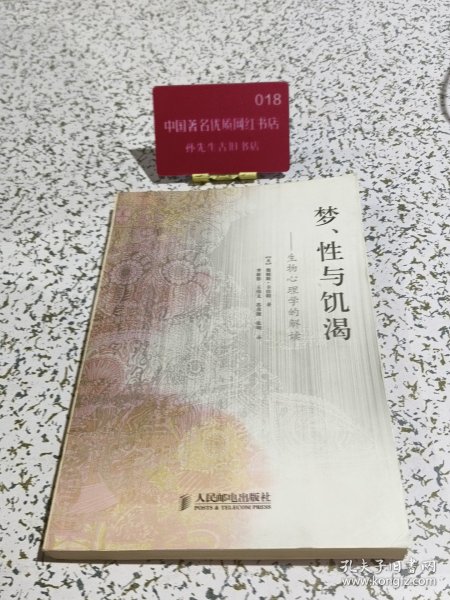 018
中国著名优质网红书店
孙先生古旧书店
梦、性与饥渴
——生物心理学的解读
人民邮电出版社
POSTS & TELECOM PRESS
孔夫子旧书网
www.kongfz.com